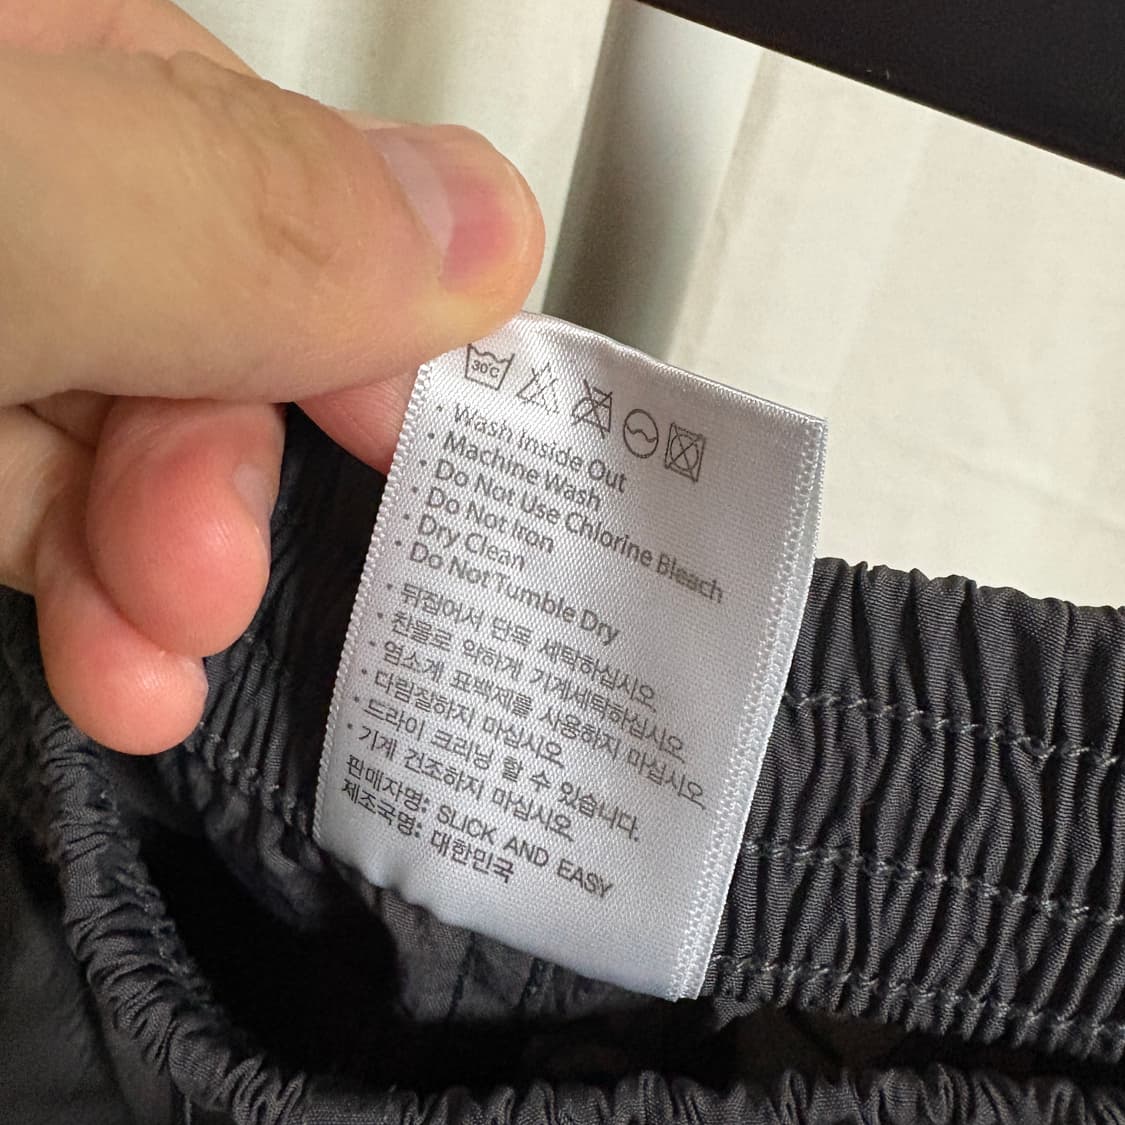 30℃
• Wash Inside Out
• Machine Wash
• Do Not Use Chlorine Bleach
• Do Not Iron
• Dry Clean
• Do Not Tumble Dry
• 뒤집어서 단독 세탁하십시오
• 찬물로 약하게 기계세탁하십시오.
• 염소계 표백제를 사용하지 마십시오.
• 다림질하지 마십시오
• 드라이 크리닝 할 수 있습니다.
• 기계 건조하지 마십시오
판매자명: SLICK AND EASY
제조국명: 대한민국